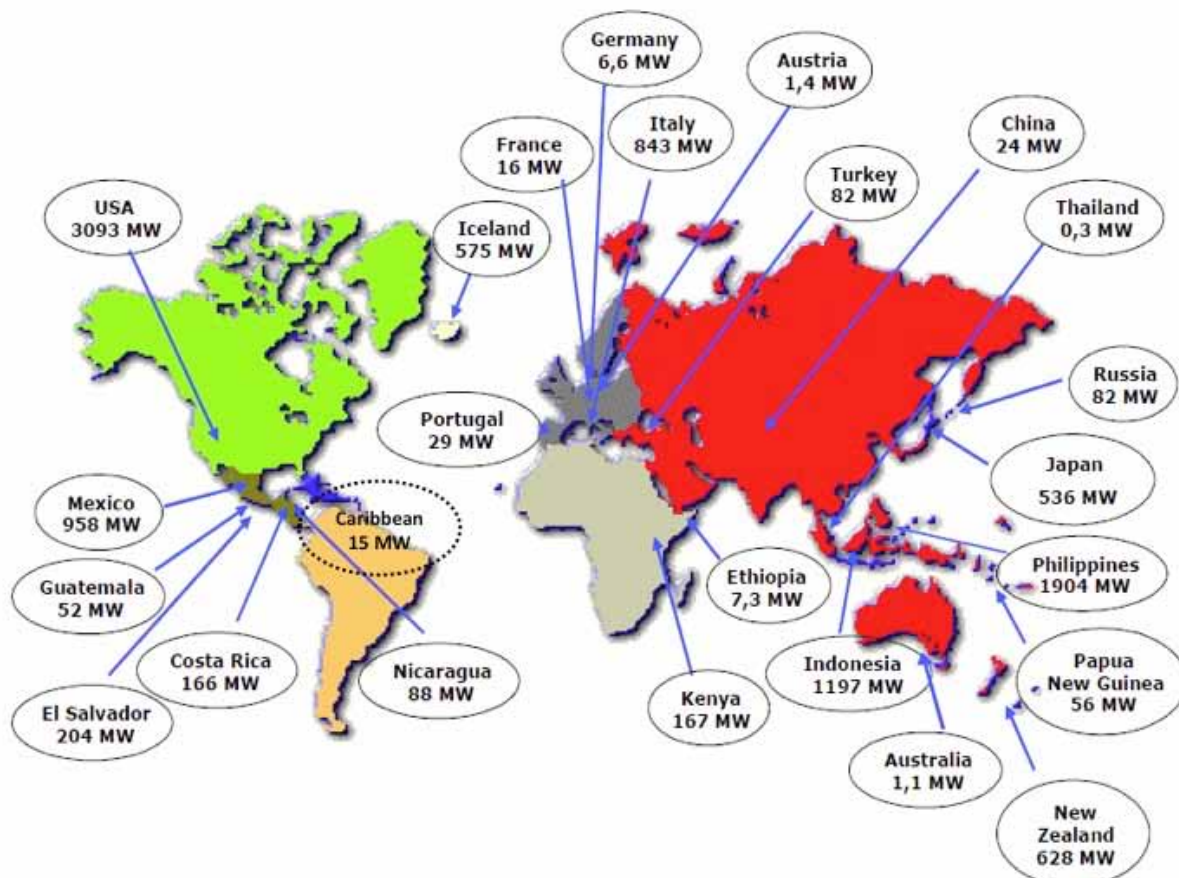 Germany
6,6 MW
Austria
1,4 MW
Italy
843 MW
France
16 MW
China
24 MW
Turkey
82 MW
Thailand
0,3 MW
USA
3093 MW
Iceland
575 MW
Russia
82 MW
Portugal
29 MW
Japan
536 MW
Mexico
958 MW
Caribbean
15 MW
Guatemala
52 MW
Ethiopia
7,3 MW
Philippines
1904 MW
Costa Rica
166 MW
Nicaragua
88 MW
Indonesia
1197 MW
Papua
New Guinea
56 MW
Kenya
167 MW
El Salvador
204 MW
Australia
1,1 MW
New
Zealand
628 MW